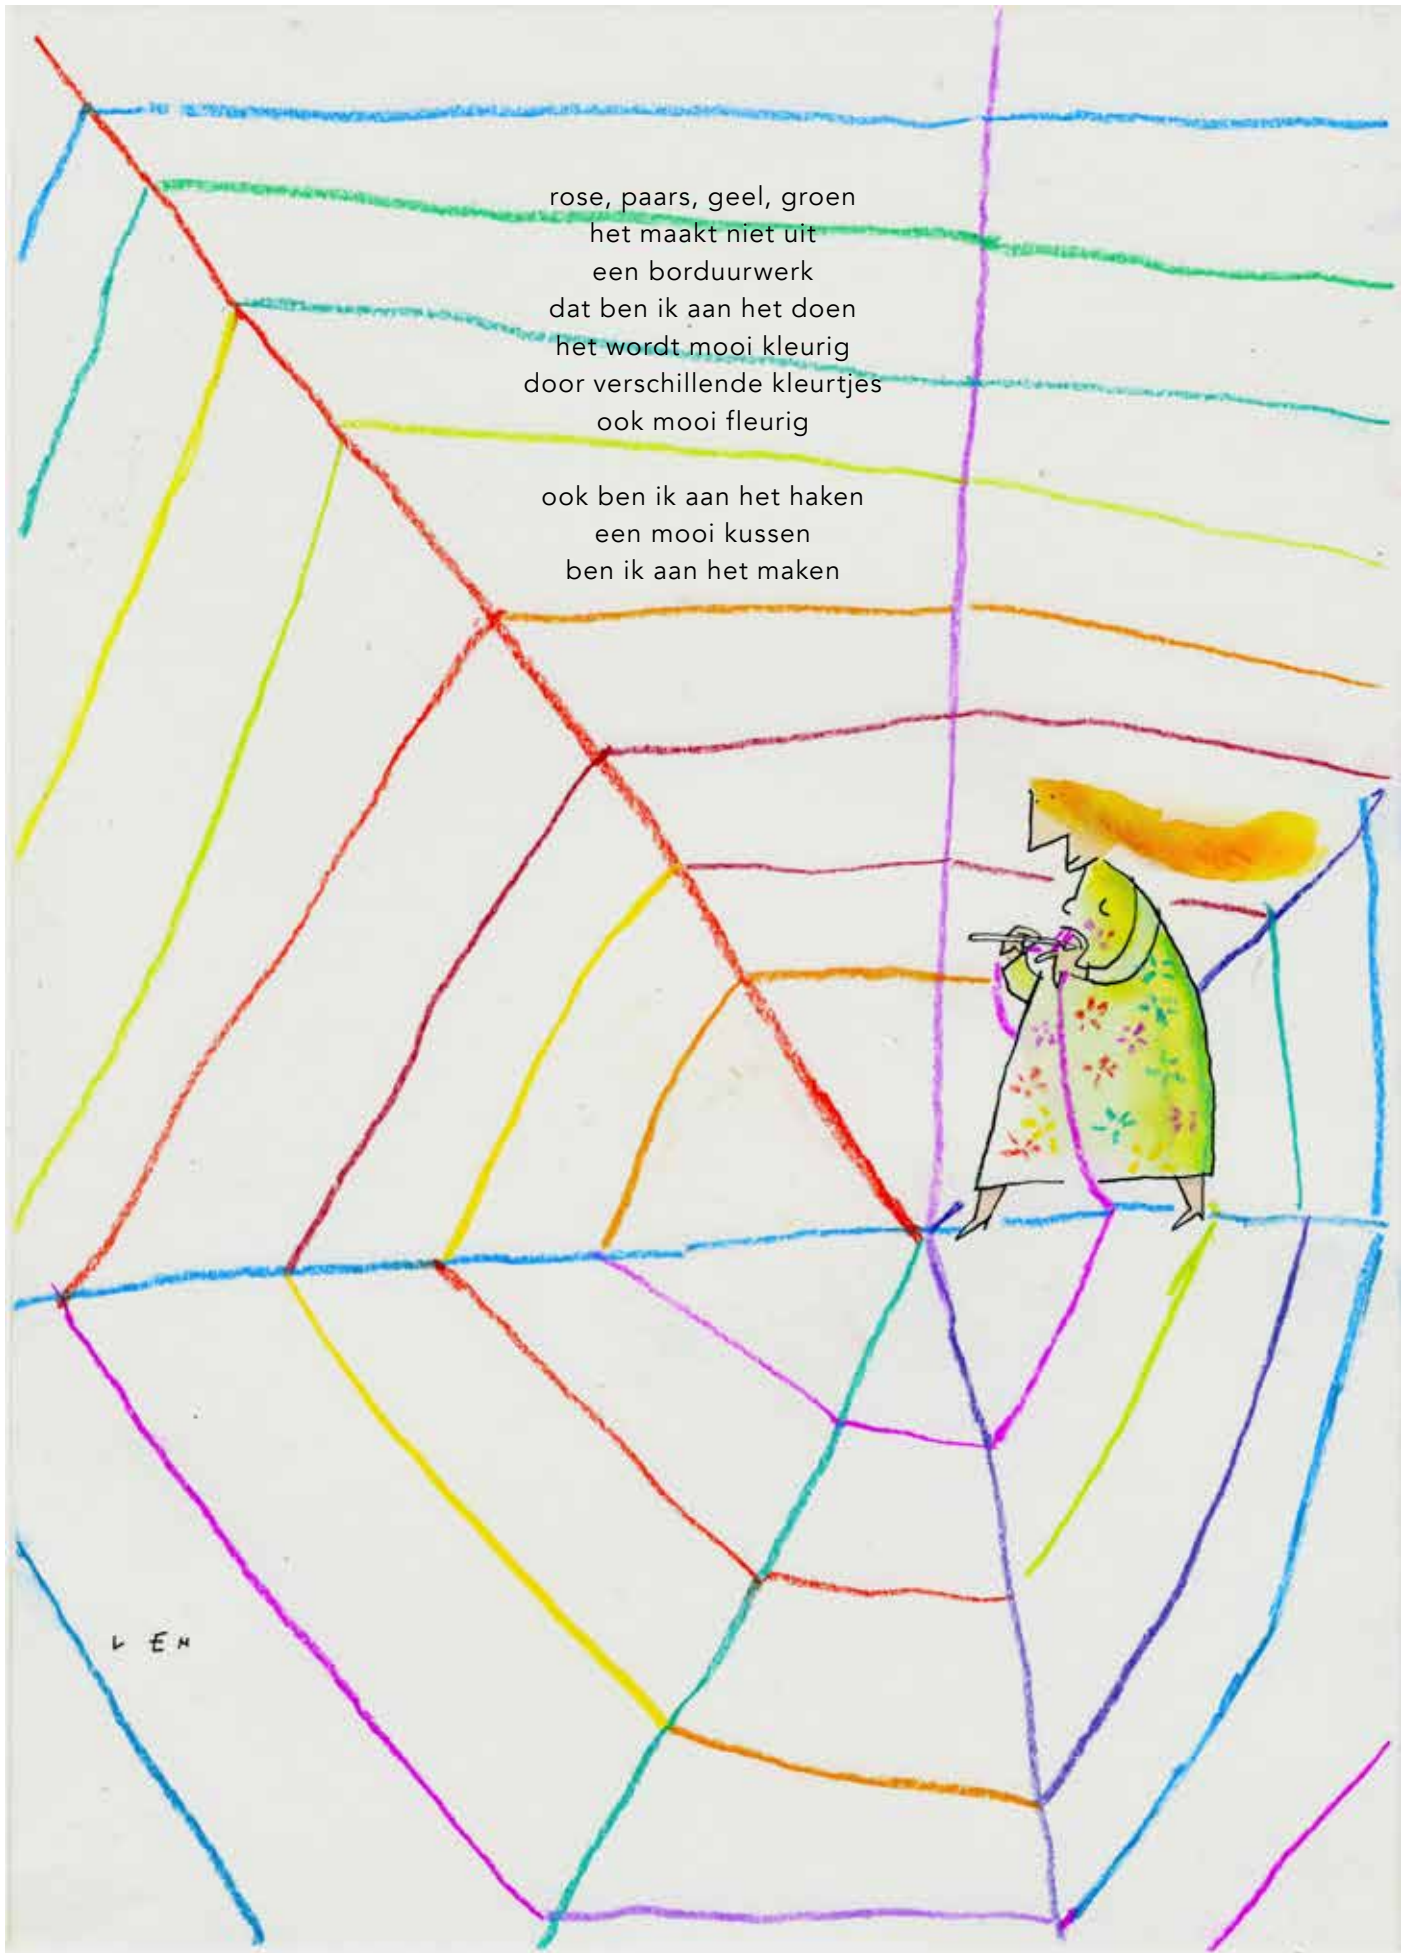 rose, paars, geel, groen
het maakt niet uit
een borduurwerk
dat ben ik aan het doen
het wordt mooi kleurig
door verschillende kleurtjes
ook mooi fleurig
ook ben ik aan het haken
een mooi kussen
ben ik aan het maken
LEN